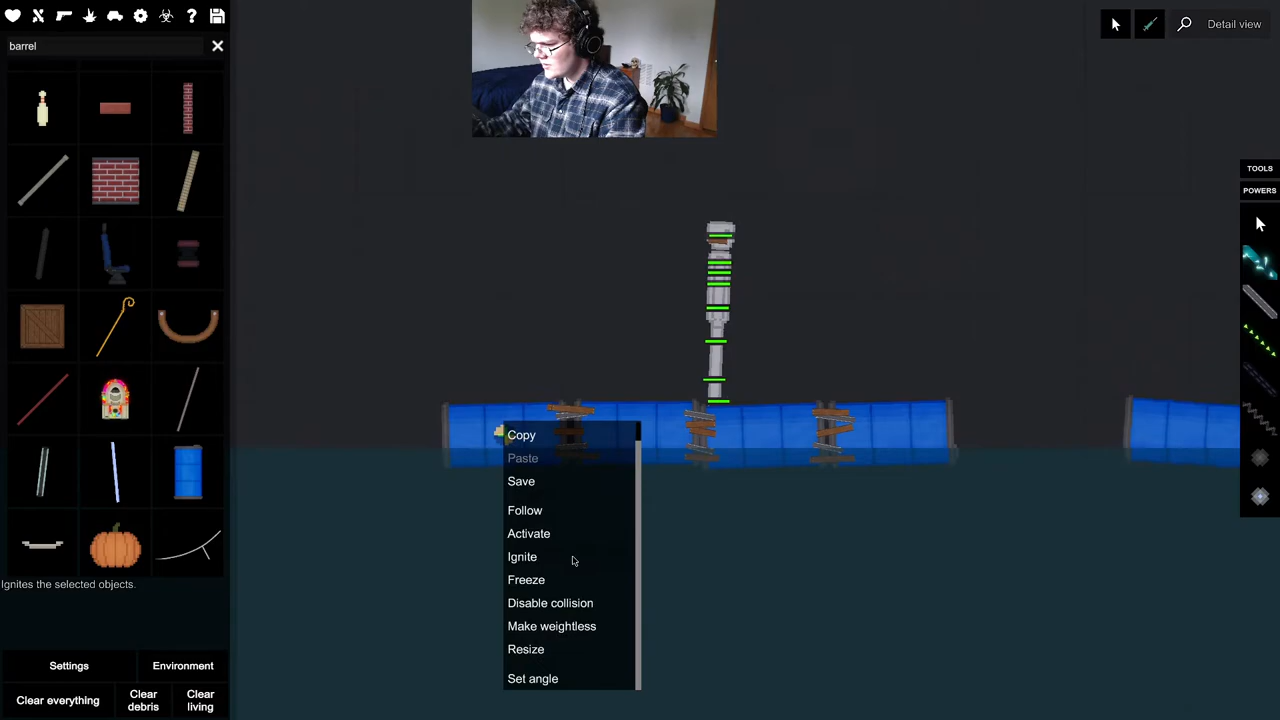 barrel
Detail view
TOOLS
POWERS
Copy
Paste
Save
Follow
Activate
Ignite
Freeze
Disable collision
Make weightless
Resize
Set angle
Ignites the selected objects.
Settings
Environment
Clear everything
Clear
debris
Clear
living